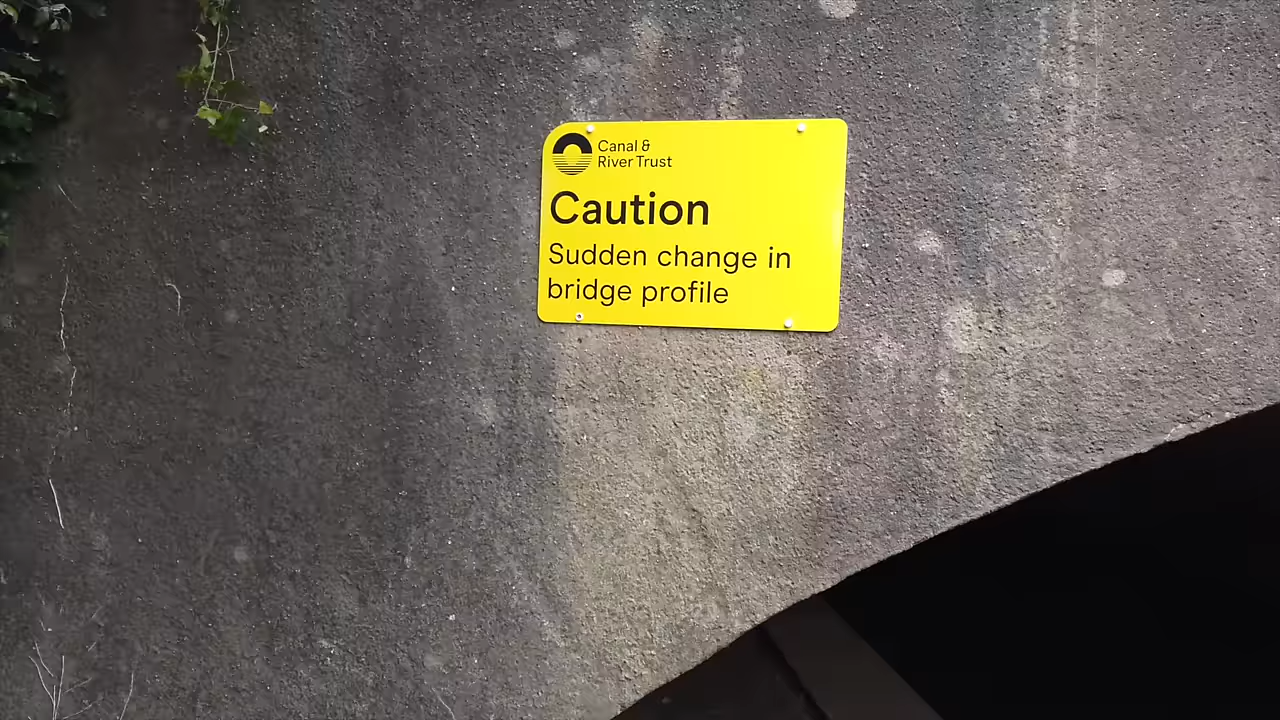 Canal &
River Trust
Caution
Sudden change in
bridge profile